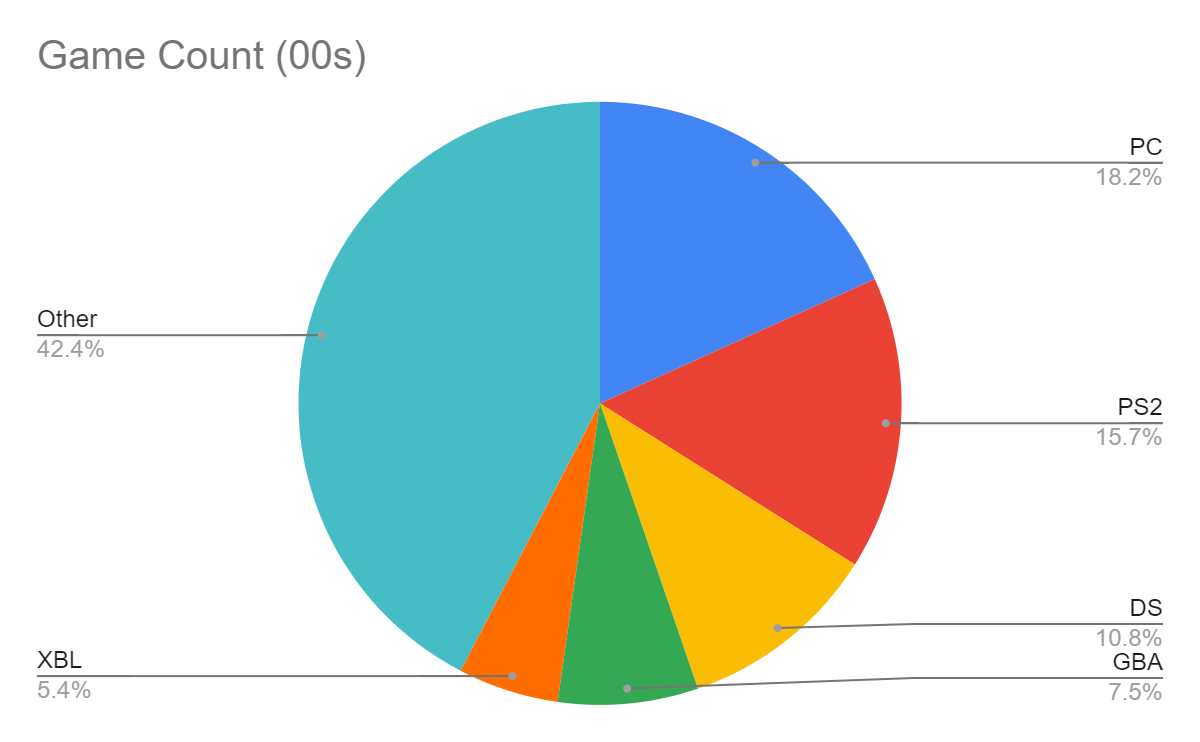 Game Count (00s)
PC
18.2%
Other
42.4%
PS2
15.7%
DS
10.8%
GBA
7.5%
XBL
5.4%